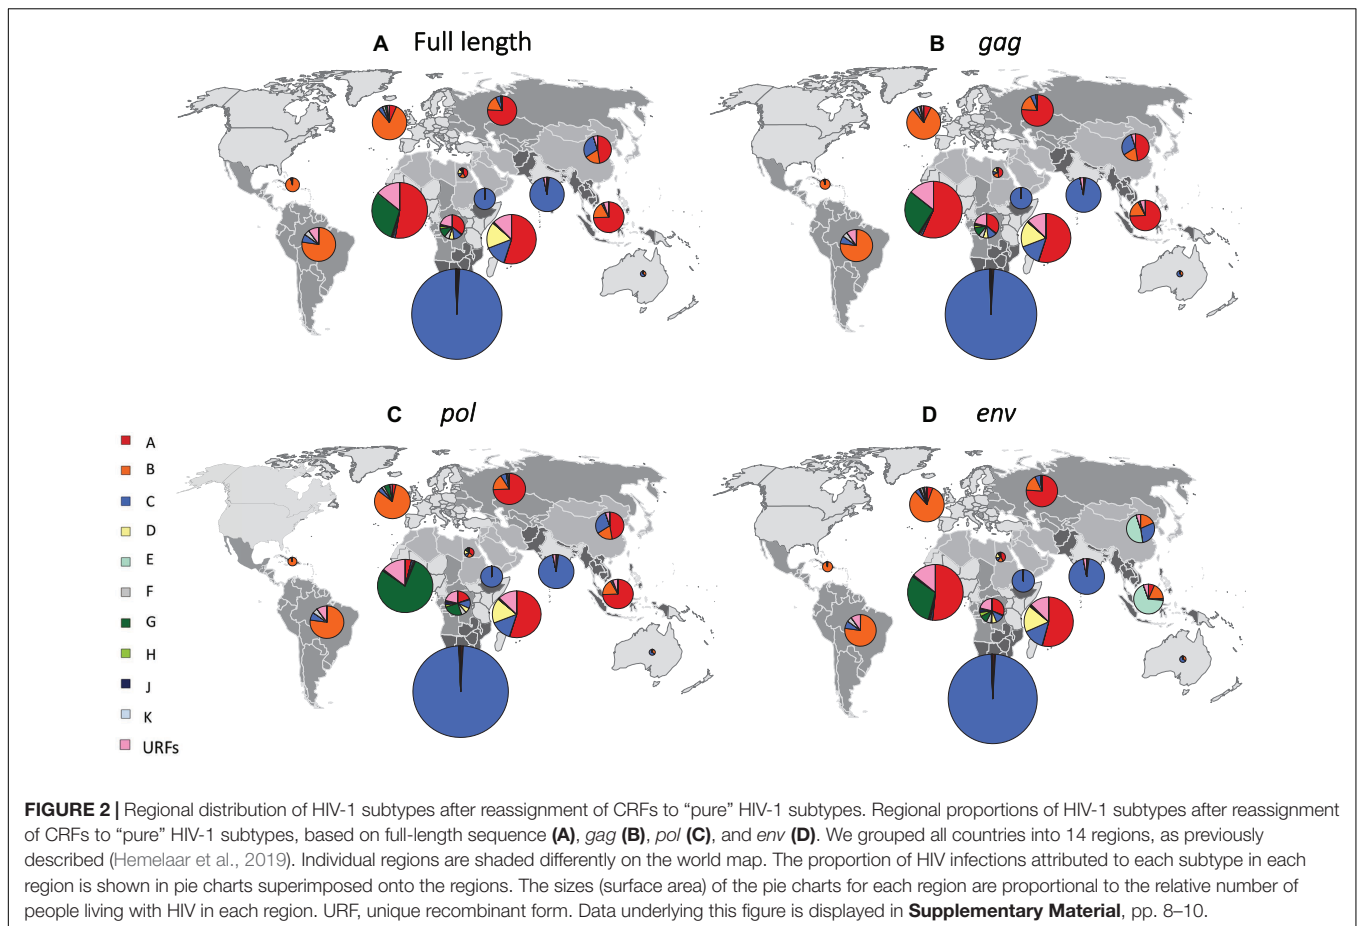 A Full length
B gag
C pol
D env
A
B
C
D
E
F
G
H
J
K
URFs
FIGURE 2 | Regional distribution of HIV-1 subtypes after reassignment of CRFs to “pure” HIV-1 subtypes. Regional proportions of HIV-1 subtypes after reassignment
of CRFs to “pure” HIV-1 subtypes, based on full-length sequence (A), gag (B), pol (C), and env (D). We grouped all countries into 14 regions, as previously
described (Hemelaar et al., 2019). Individual regions are shaded differently on the world map. The proportion of HIV infections attributed to each subtype in each
region is shown in pie charts superimposed onto the regions. The sizes (surface area) of the pie charts for each region are proportional to the relative number of
people living with HIV in each region. URF, unique recombinant form. Data underlying this figure is displayed in Supplementary Material, pp. 8–10.